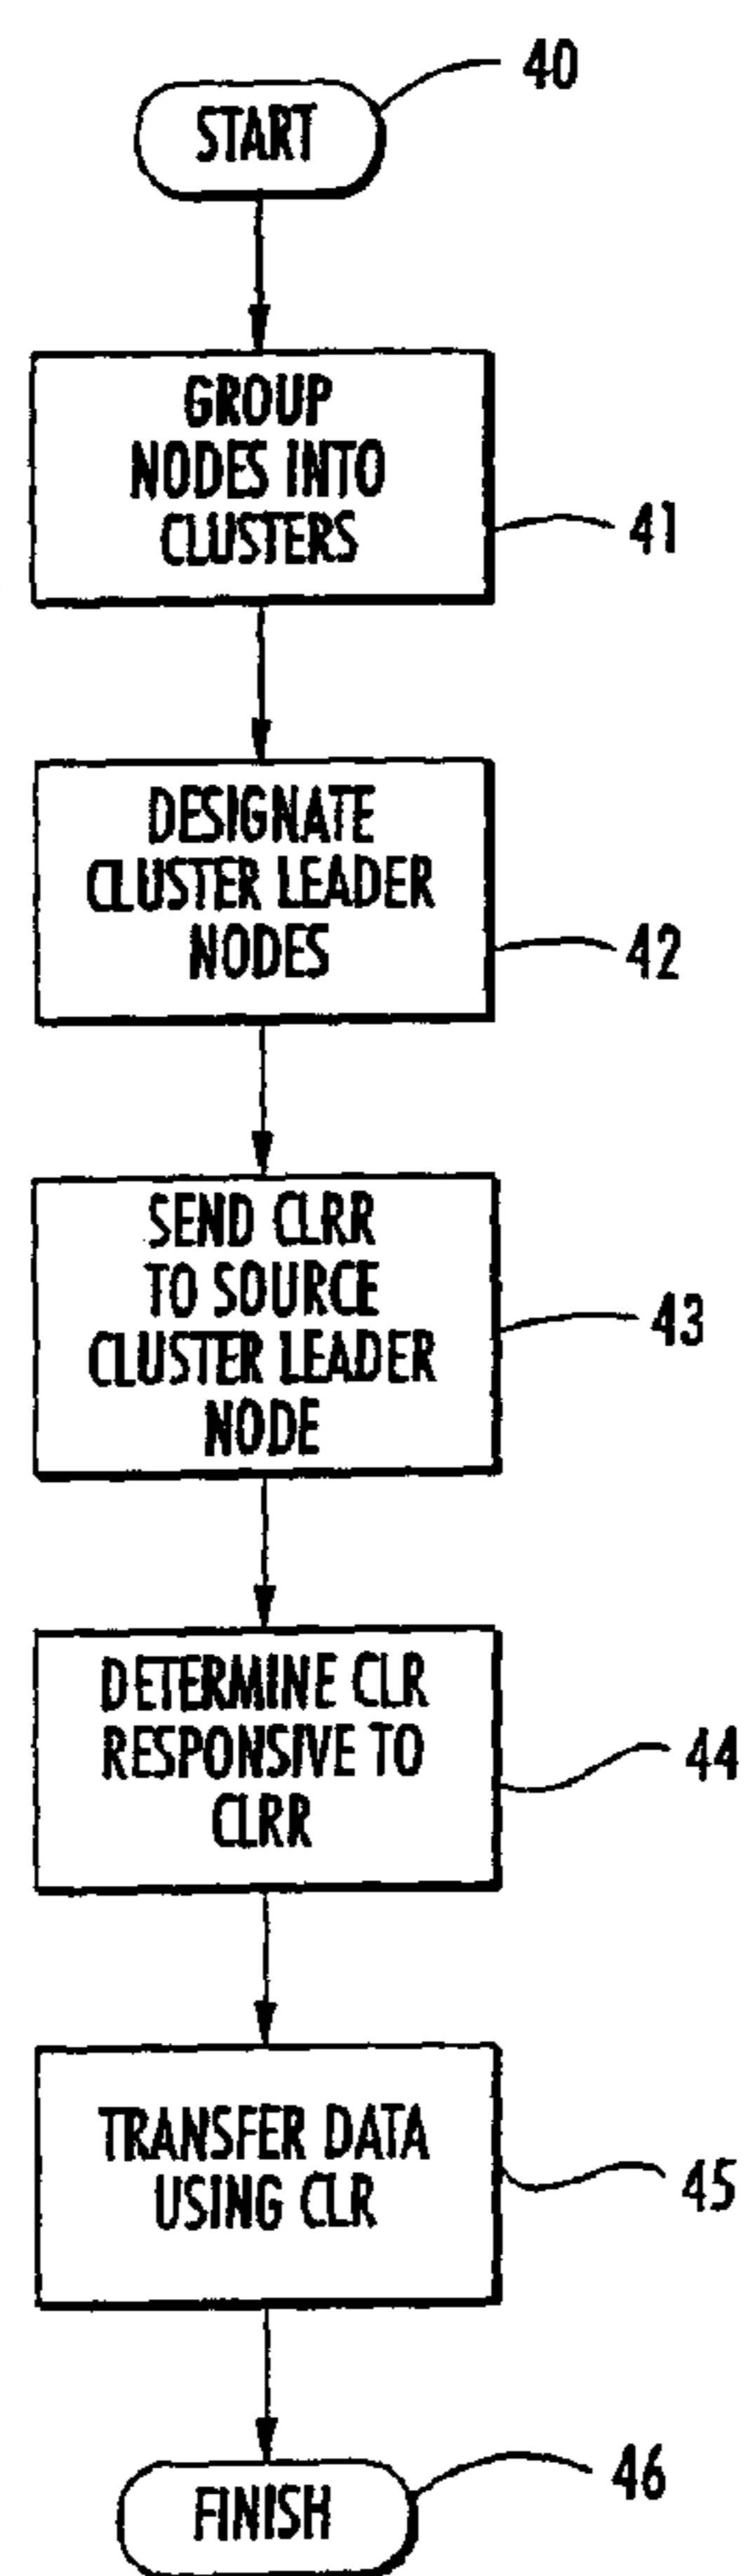 40
START
GROUP
NODES INTO
CLUSTERS
41
DESIGNATE
CLUSTER LEADER
NODES
42
SEND CLRR
TO SOURCE
CLUSTER LEADER
NODE
43
DETERMINE CLR
RESPONSIVE TO
CLRR
44
TRANSFER DATA
USING CLR
45
FINISH
46